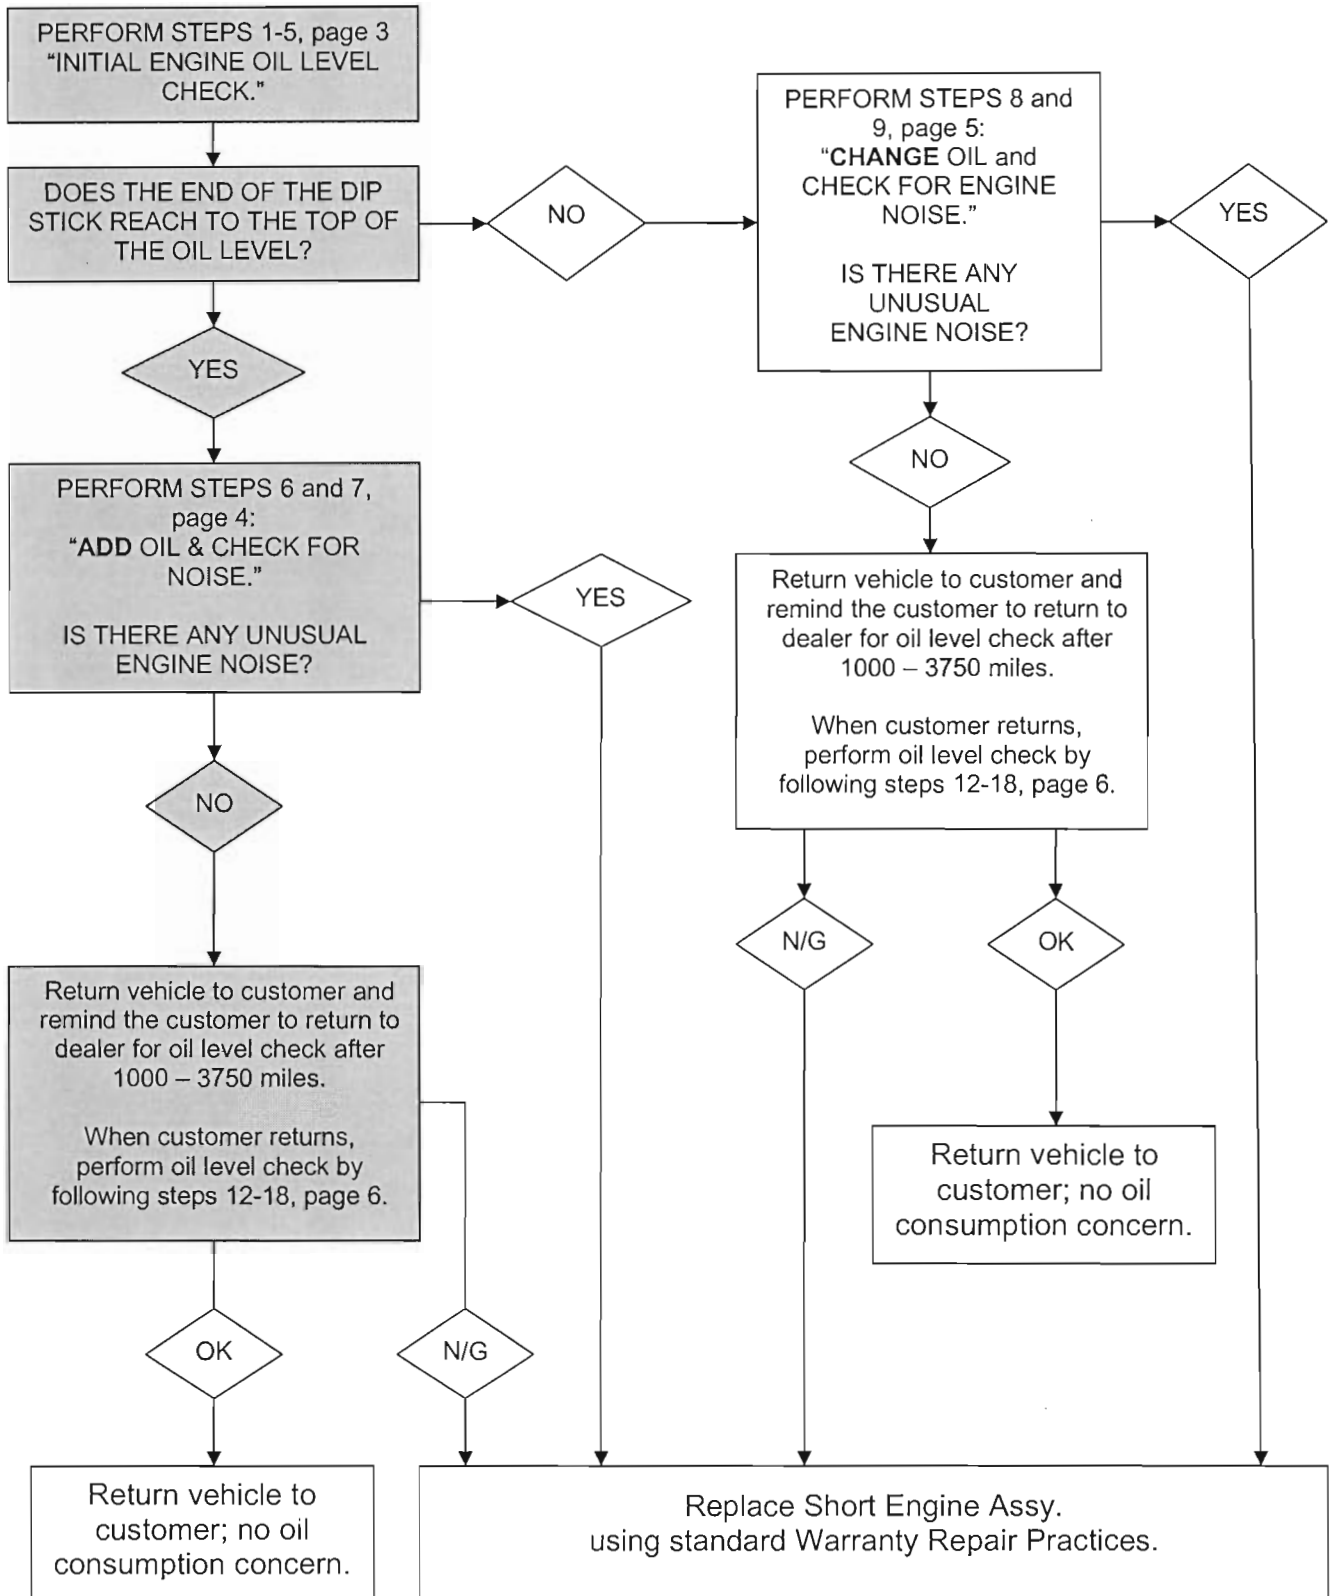 PERFORM STEPS 1-5, page 3
“INITIAL ENGINE OIL LEVEL
CHECK.”
DOES THE END OF THE DIP
STICK REACH TO THE TOP OF
THE OIL LEVEL?
NO
PERFORM STEPS 8 and
9, page 5:
“CHANGE OIL and
CHECK FOR ENGINE
NOISE.”
IS THERE ANY
UNUSUAL
ENGINE NOISE?
YES
YES
PERFORM STEPS 6 and 7,
page 4:
“ADD OIL & CHECK FOR
NOISE.”
IS THERE ANY UNUSUAL
ENGINE NOISE?
YES
NO
Return vehicle to customer and
remind the customer to return to
dealer for oil level check after
1000 – 3750 miles.
When customer returns,
perform oil level check by
following steps 12-18, page 6.
NO
N/G
OK
Return vehicle to customer and
remind the customer to return to
dealer for oil level check after
1000 – 3750 miles.
When customer returns,
perform oil level check by
following steps 12-18, page 6.
Return vehicle to
customer; no oil
consumption concern.
OK
N/G
Return vehicle to
customer; no oil
consumption concern.
Replace Short Engine Assy.
using standard Warranty Repair Practices.